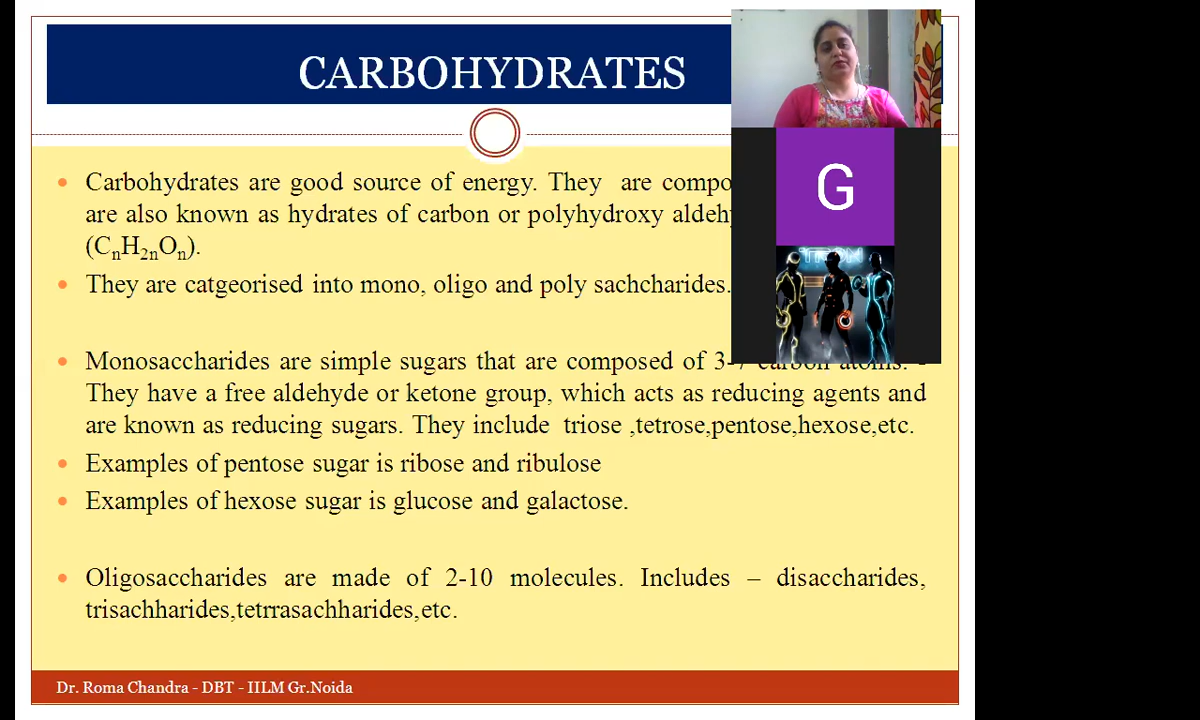 CARBOHYDRATES
Carbohydrates are good source of energy. They are
are also known as hydrates of carbon or polyhydroxy
(CnH2nOn).
They are catgeorised into mono, oligo and poly sachcharides.
Monosaccharides are simple sugars that are composed of 3-7 carbon atoms. -
They have a free aldehyde or ketone group, which acts as reducing agents and
are known as reducing sugars. They include triose ,tetrose,pentose,hexose,etc.
Examples of pentose sugar is ribose and ribulose
Examples of hexose sugar is glucose and galactose.
Oligosaccharides are made of 2-10 molecules. Includes – disaccharides,
trisachharides,tetrrasachharides,etc.
Dr. Roma Chandra - DBT - IILM Gr.Noida
G
TRON